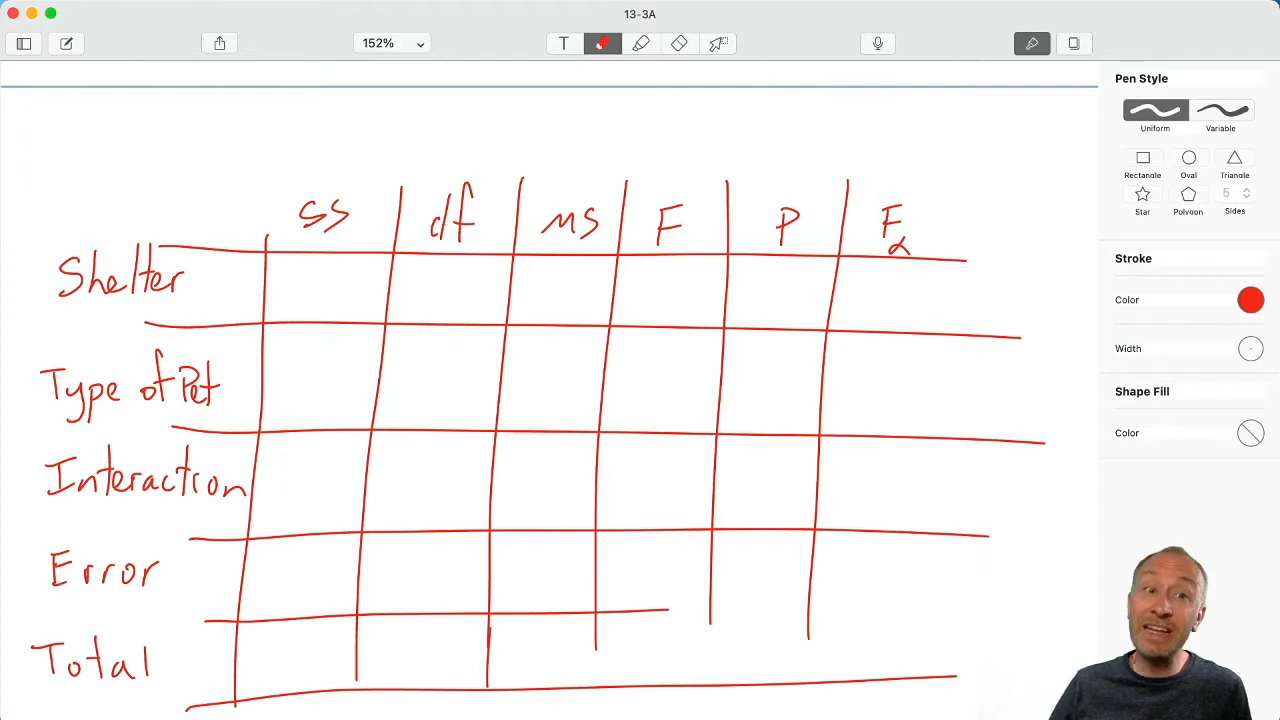 13-3A
152%
T
Pen Style
Uniform Variable
Rectangle Oval Triangle
5
Star Polygon Sides
Stroke
Color
Width
Shape Fill
Color
SS df MS F P Fα
Shelter
Type of Pet
Interaction
Error
Total